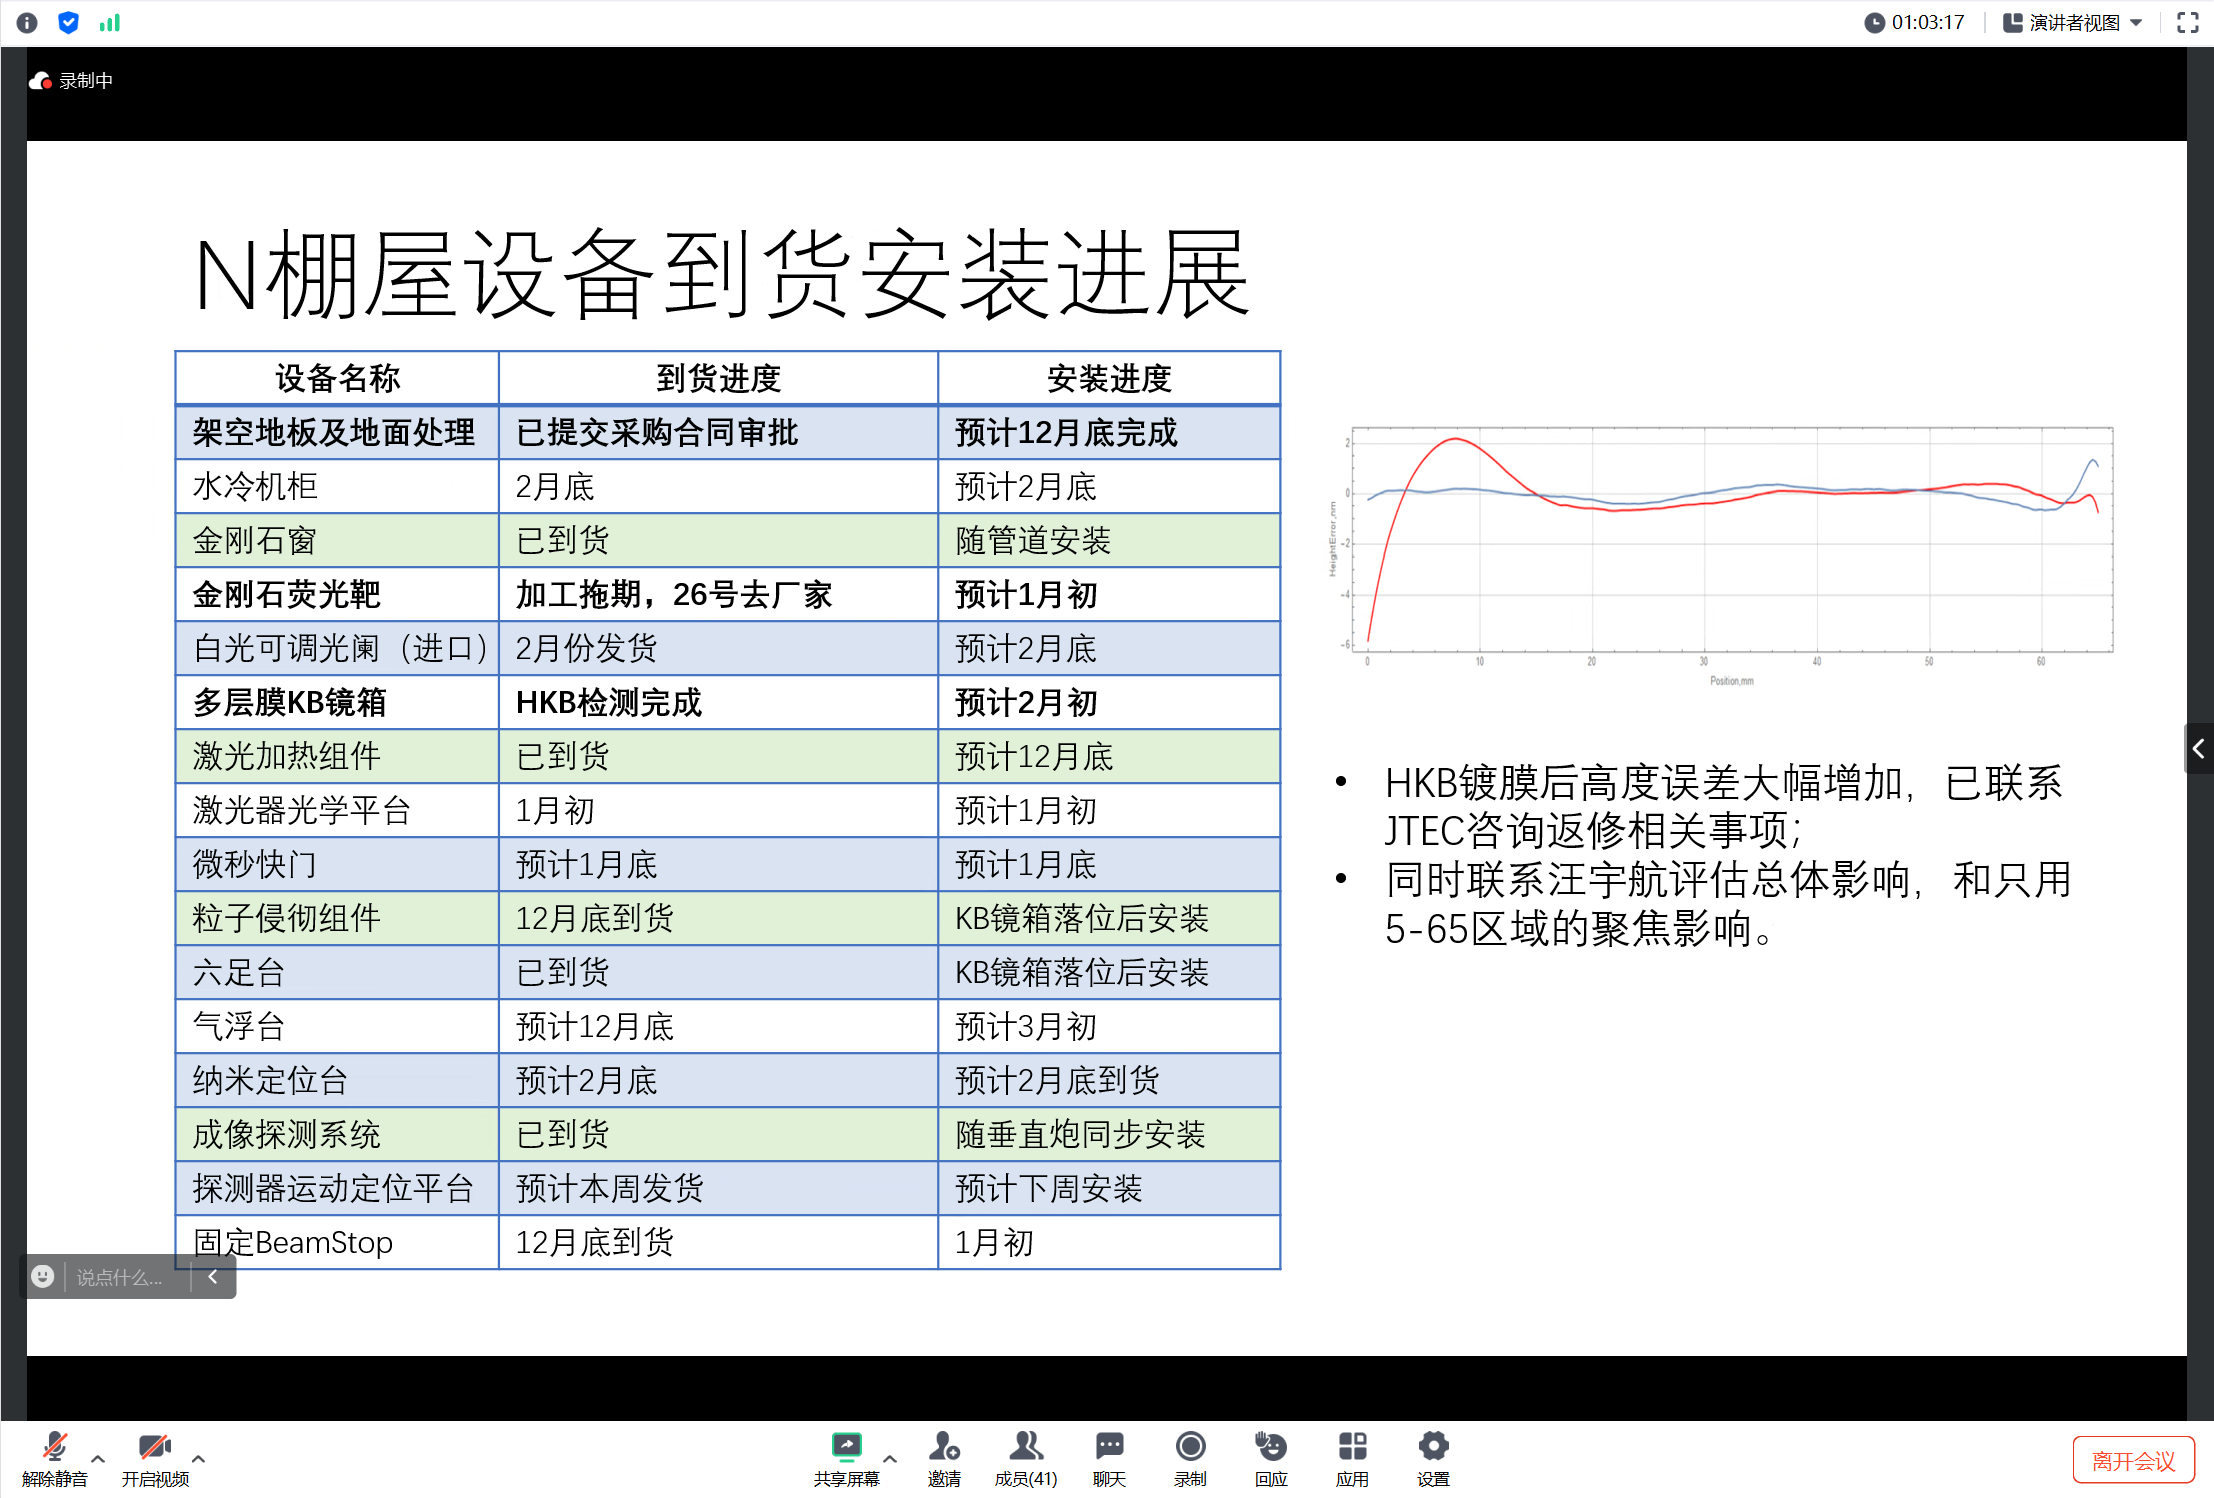 01:03:17 演讲者视图
录制中
N棚屋设备到货安装进展
设备名称 到货进度 安装进度
架空地板及地面处理 已提交采购合同审批 预计12月底完成
水冷机柜 2月底 预计2月底
金刚石窗 已到货 随管道安装
金刚石荧光靶 加工拖期，26号去厂家 预计1月初
白光可调光阑（进口） 2月份发货 预计2月底
多层膜KB镜箱 HKB检测完成 预计2月初
激光加热组件 已到货 预计12月底
激光器光学平台 1月初 预计1月初
微秒快门 预计1月底 预计1月底
粒子侵彻组件 12月底到货 KB镜箱落位后安装
六足台 已到货 KB镜箱落位后安装
气浮台 预计12月底 预计3月初
纳米定位台 预计2月底 预计2月底到货
成像探测系统 已到货 随垂直炮同步安装
探测器运动定位平台 预计本周发货 预计下周安装
固定BeamStop 12月底到货 1月初
HeightError,nm
2
0
-2
-4
-6
0 10 20 30 40 50 60
Position,mm
• HKB镀膜后高度误差大幅增加，已联系
JTEC咨询返修相关事项；
• 同时联系汪宇航评估总体影响，和只用
5-65区域的聚焦影响。
说点什么...
解除静音 开启视频 共享屏幕 邀请 成员(41) 聊天 录制 回应 应用 设置 离开会议